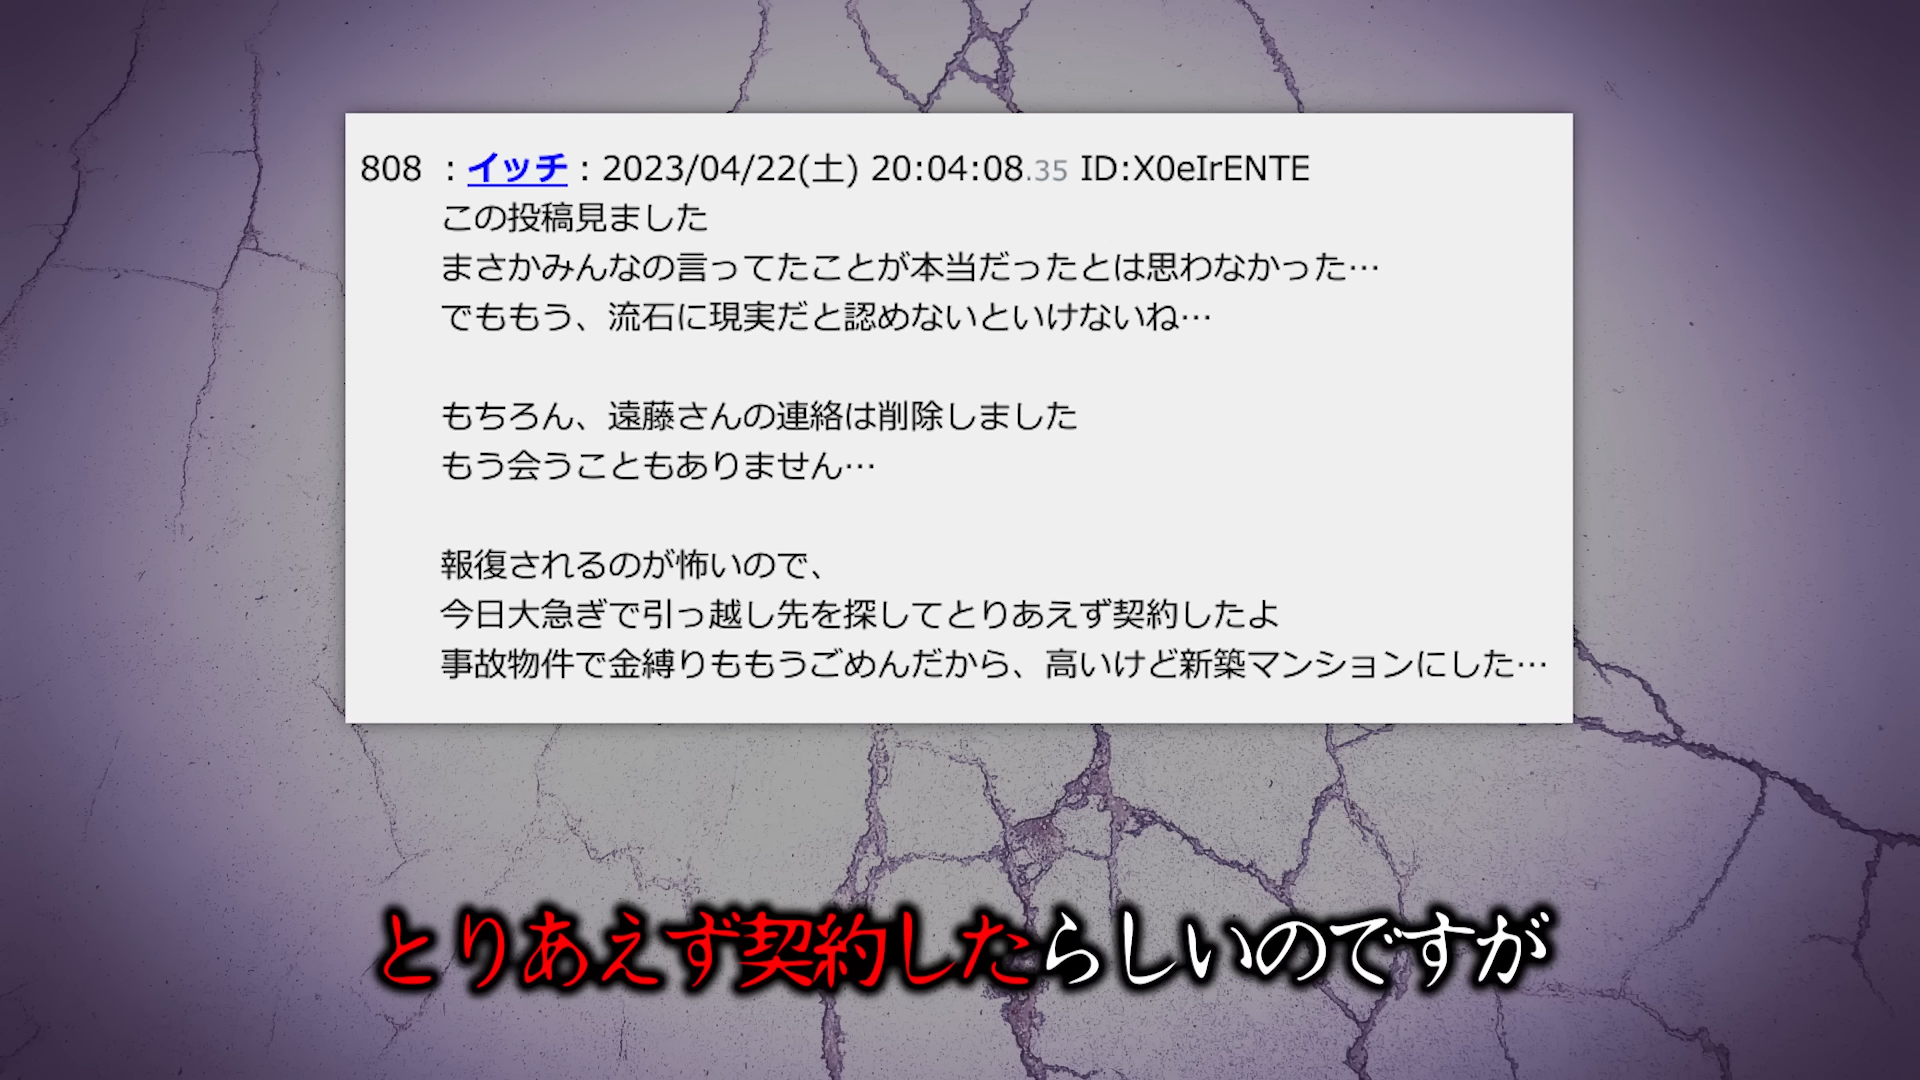 808 ：イッチ：2023/04/22(土) 20:04:08.35 ID:X0eIrENTE
この投稿見ました
まさかみんなの言ってたことが本当だったとは思わなかった…
でももう、流石に現実だと認めないといけないね…
もちろん、遠藤さんの連絡は削除しました
もう会うこともありません…
報復されるのが怖いので、
今日大急ぎで引っ越し先を探してとりあえず契約したよ
事故物件で金縛りももうごめんだから、高いけど新築マンションにした…
とりあえず契約したらしいのですが